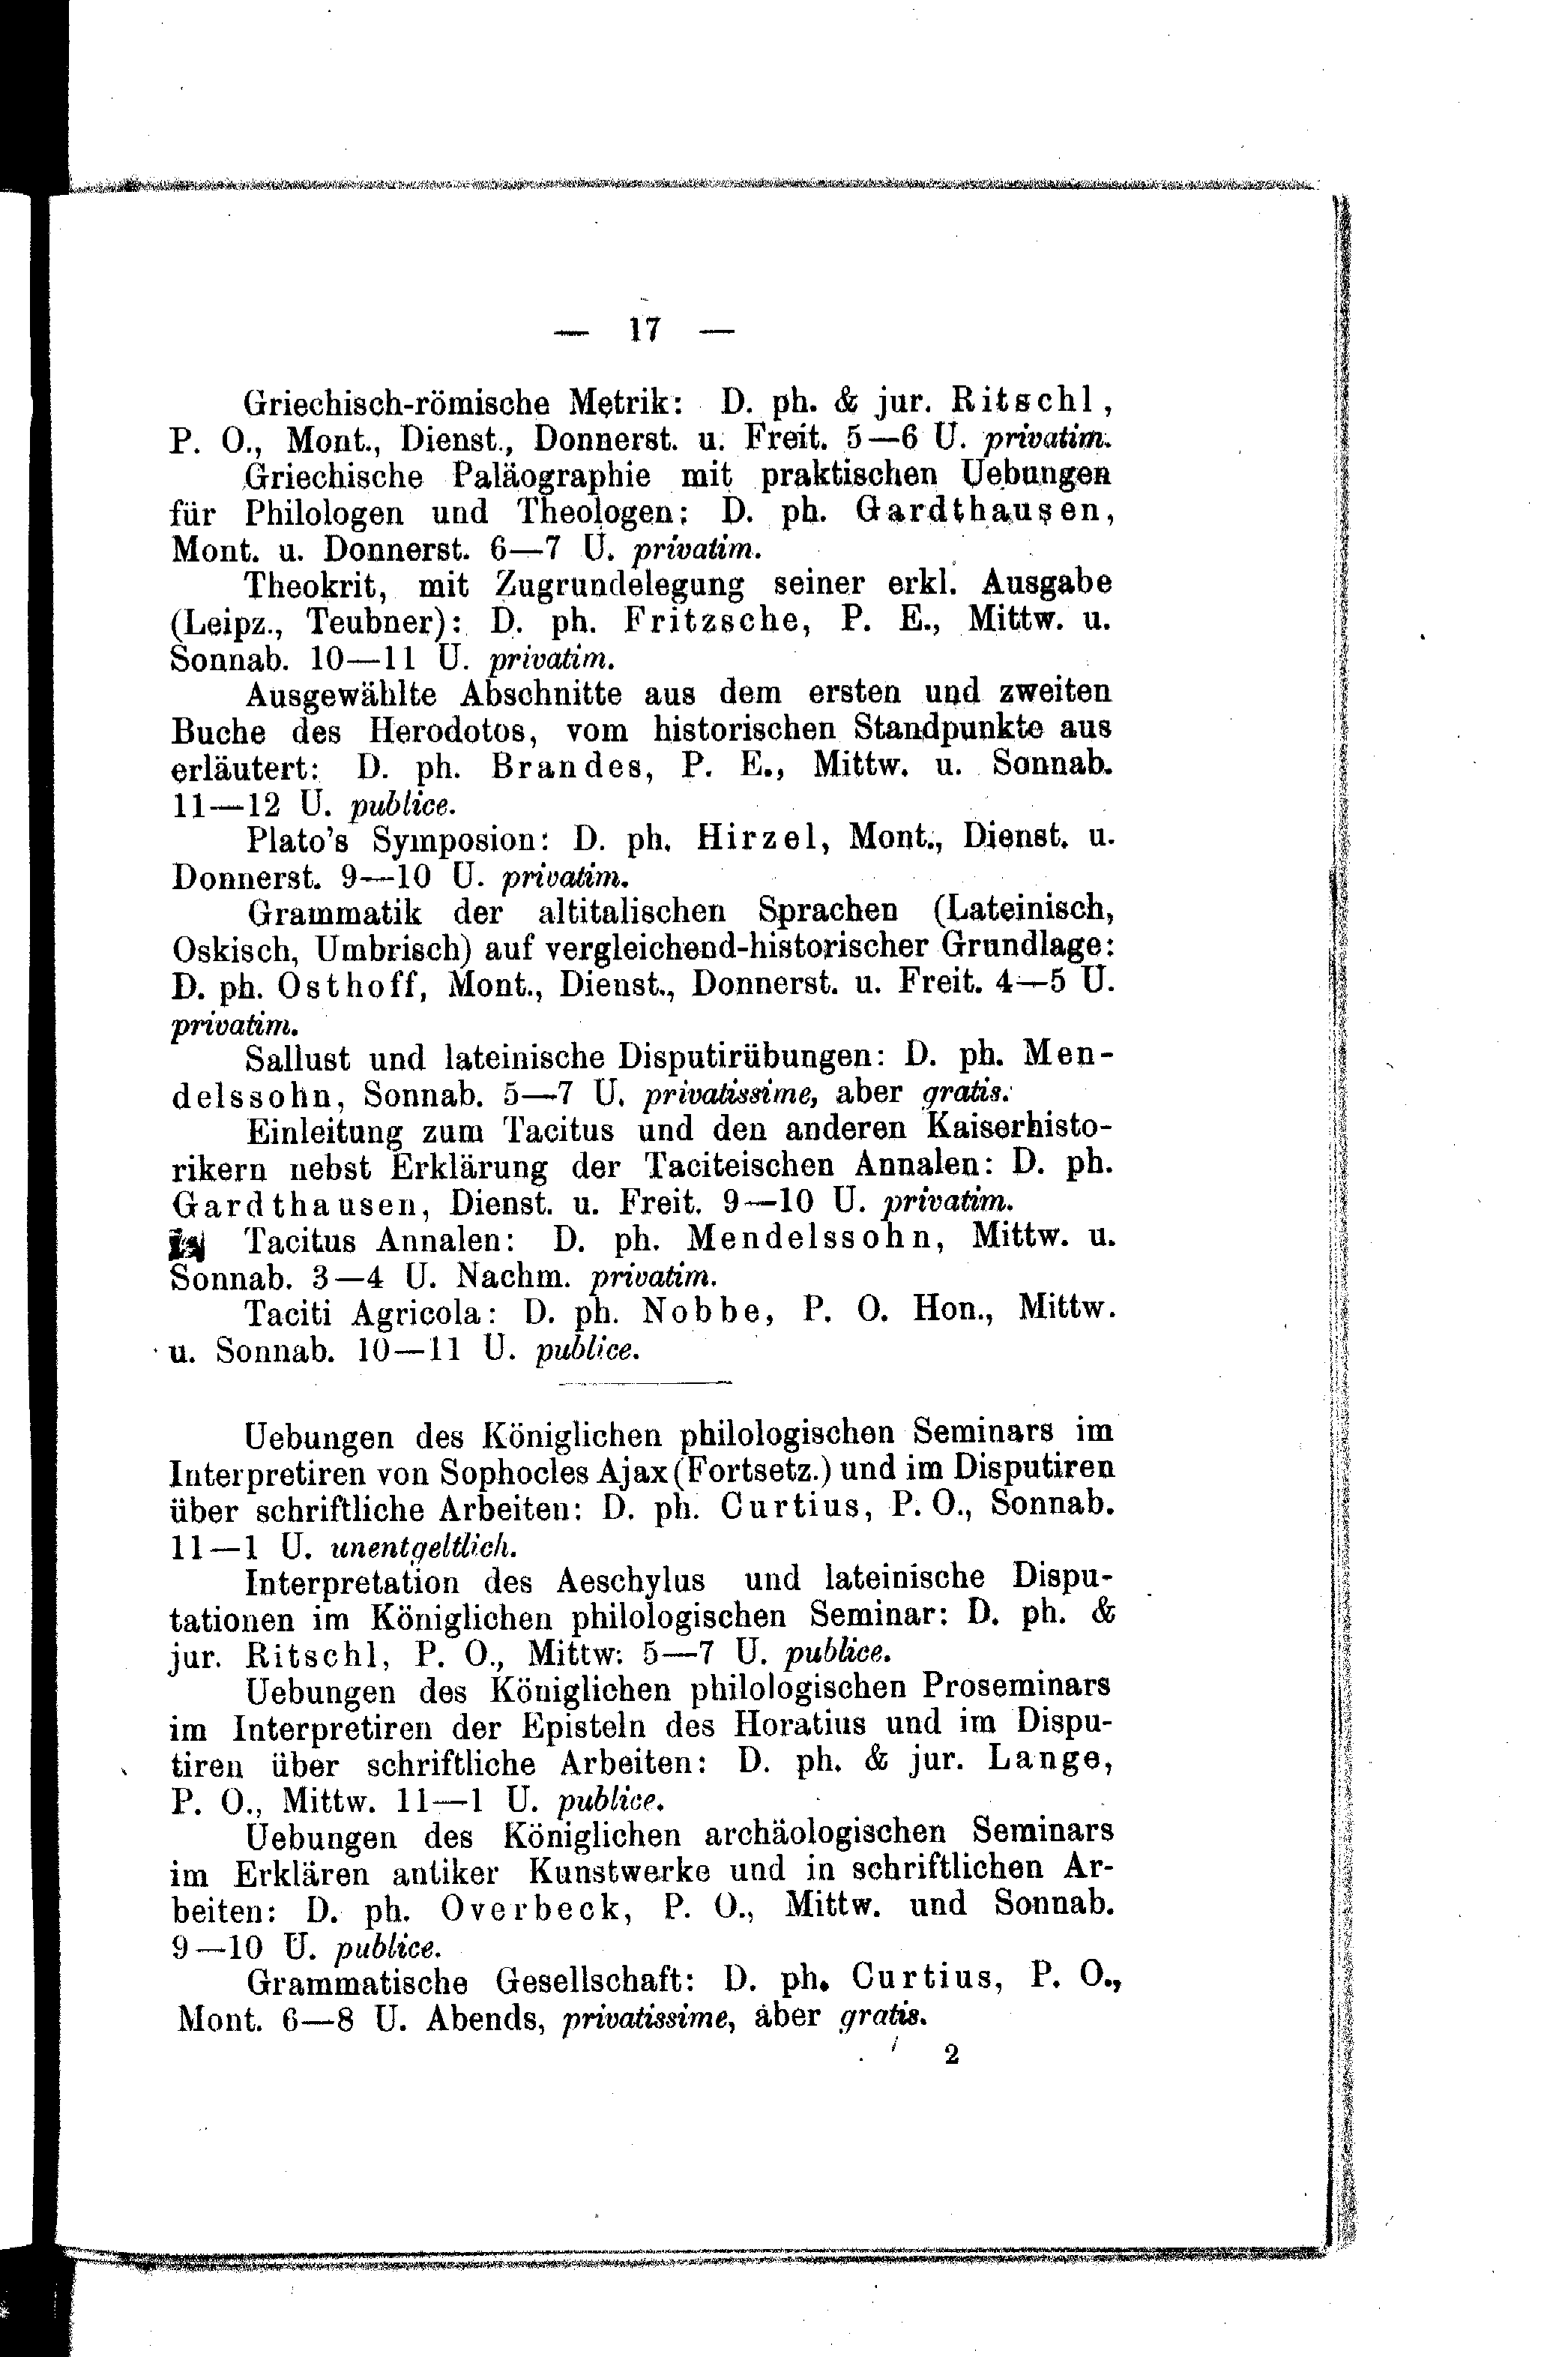 — 17 —
Griechisch-römische Metrik: D. ph. & jur. Ritschl,
P. O., Mont., Dienst., Donnerst. u. Freit. 5—6 U. privatim.
Griechische Paläographie mit praktischen Uebungen
für Philologen und Theologen: D. ph. Gardthausen,
Mont. u. Donnerst. 6—7 U. privatim.
Theokrit, mit Zugrundelegung seiner erkl. Ausgabe
(Leipz., Teubner): D. ph. Fritzsche, P. E., Mittw. u.
Sonnab. 10—11 U. privatim.
Ausgewählte Abschnitte aus dem ersten und zweiten
Buche des Herodotos, vom historischen Standpunkte aus
erläutert: D. ph. Brandes, P. E., Mittw. u. Sonnab.
11—12 U. publice.
Plato's Symposion: D. ph. Hirzel, Mont., Dienst. u.
Donnerst. 9—10 U. privatim.
Grammatik der altitalischen Sprachen (Lateinisch,
Oskisch, Umbrisch) auf vergleichend-historischer Grundlage:
D. ph. Osthoff, Mont., Dienst., Donnerst. u. Freit. 4—5 U.
privatim.
Sallust und lateinische Disputirübungen: D. ph. Men-
delssohn, Sonnab. 5—7 U. privatissime, aber gratis.
Einleitung zum Tacitus und den anderen Kaiserhisto-
rikern nebst Erklärung der Taciteischen Annalen: D. ph.
Gardthausen, Dienst. u. Freit. 9—10 U. privatim.
Tacitus Annalen: D. ph. Mendelssohn, Mittw. u.
Sonnab. 3—4 U. Nachm. privatim.
Taciti Agricola: D. ph. Nobbe, P. O. Hon., Mittw.
u. Sonnab. 10—11 U. publice.
Uebungen des Königlichen philologischen Seminars im
Interpretiren von Sophocles Ajax (Fortsetz.) und im Disputiren
über schriftliche Arbeiten: D. ph. Curtius, P. O., Sonnab.
11—1 U. unentgeltlich.
Interpretation des Aeschylus und lateinische Dispu-
tationen im Königlichen philologischen Seminar: D. ph. &
jur. Ritschl, P. O., Mittw. 5—7 U. publice.
Uebungen des Königlichen philologischen Proseminars
im Interpretiren der Episteln des Horatius und im Dispu-
tiren über schriftliche Arbeiten: D. ph. & jur. Lange,
P. O., Mittw. 11—1 U. publice.
Uebungen des Königlichen archäologischen Seminars
im Erklären antiker Kunstwerke und in schriftlichen Ar-
beiten: D. ph. Overbeck, P. O., Mittw. und Sonnab.
9—10 U. publice.
Grammatische Gesellschaft: D. ph. Curtius, P. O.,
Mont. 6—8 U. Abends, privatissime, aber gratis.
2